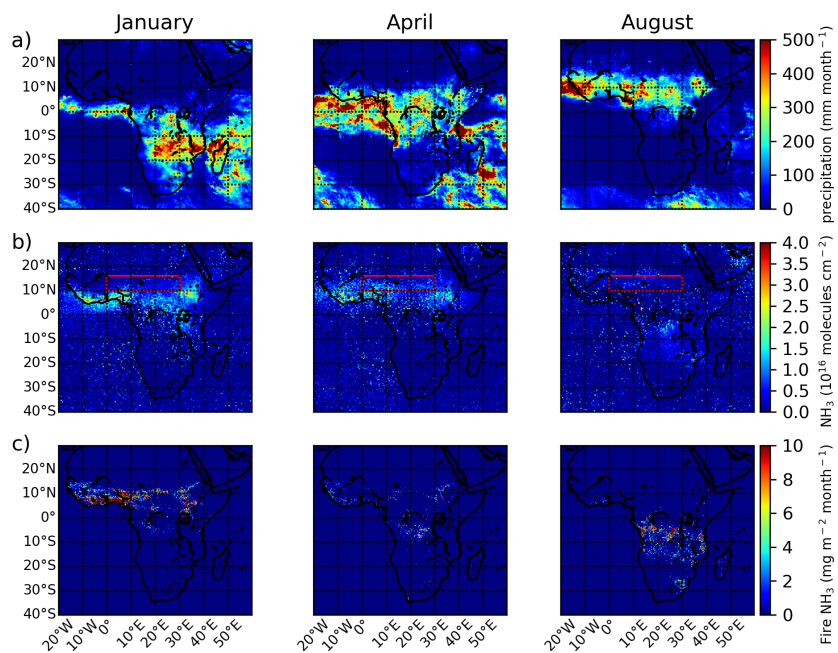 January April August
a)
20°N
10°N
0°
10°S
20°S
30°S
40°S
500
400
300
200
100
0
precipitation (mm month⁻¹)
b)
20°N
10°N
0°
10°S
20°S
30°S
40°S
4.0
3.5
3.0
2.5
2.0
1.5
1.0
0.5
0.0
NH₃ (10¹⁶ molecules cm⁻²)
c)
20°N
10°N
0°
10°S
20°S
30°S
40°S
10
8
6
4
2
0
Fire NH₃ (mg m⁻² month⁻¹)
20°W 10°W 0° 10°E 20°E 30°E 40°E 50°E
20°W 10°W 0° 10°E 20°E 30°E 40°E 50°E
20°W 10°W 0° 10°E 20°E 30°E 40°E 50°E